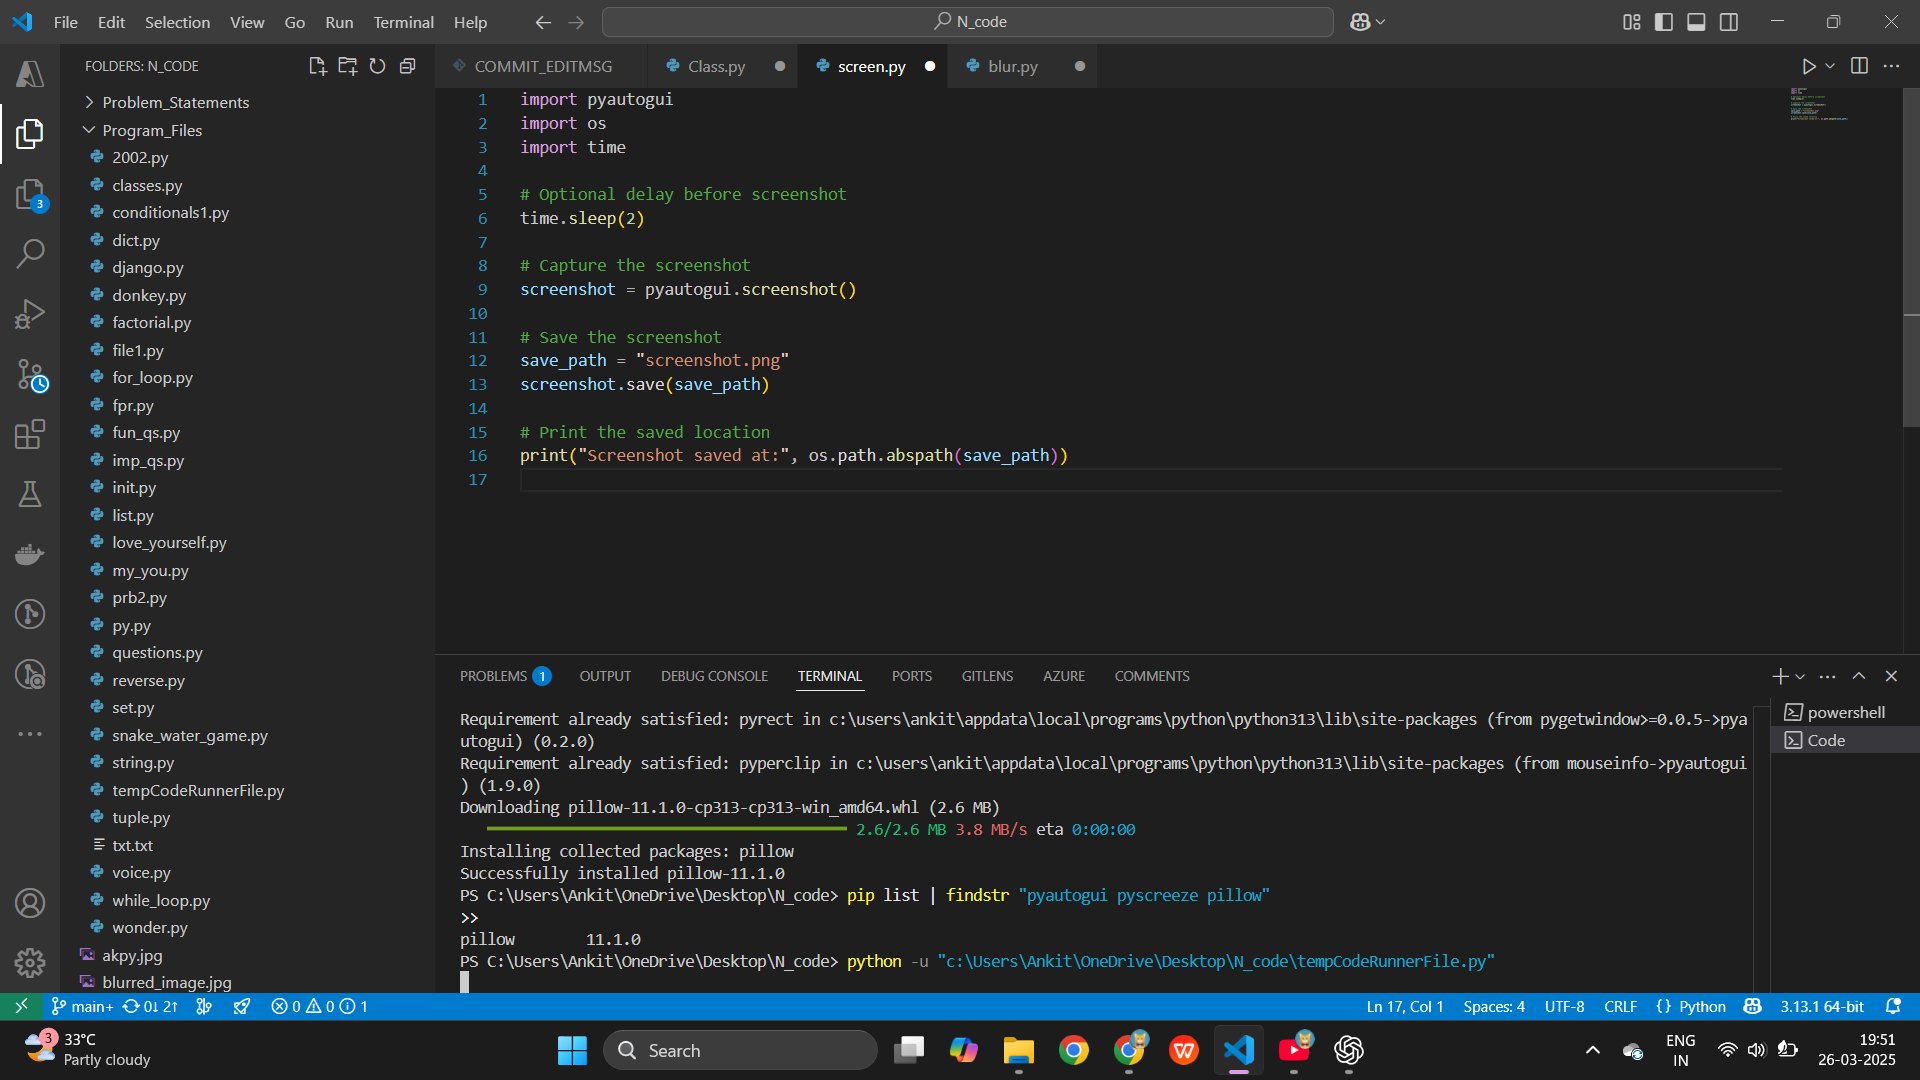 File Edit Selection View Go Run Terminal Help
N_code
FOLDERS: N_CODE
Problem_Statements
Program_Files
2002.py
classes.py
conditionals1.py
dict.py
django.py
donkey.py
factorial.py
file1.py
for_loop.py
fpr.py
fun_qs.py
imp_qs.py
init.py
list.py
love_yourself.py
my_you.py
prb2.py
py.py
questions.py
reverse.py
set.py
snake_water_game.py
string.py
tempCodeRunnerFile.py
tuple.py
txt.txt
voice.py
while_loop.py
wonder.py
akpy.jpg
blurred_image.jpg
3
COMMIT_EDITMSG Class.py screen.py blur.py
1 import pyautogui
2 import os
3 import time
4
5 # Optional delay before screenshot
6 time.sleep(2)
7
8 # Capture the screenshot
9 screenshot = pyautogui.screenshot()
10
11 # Save the screenshot
12 save_path = "screenshot.png"
13 screenshot.save(save_path)
14
15 # Print the saved location
16 print("Screenshot saved at:", os.path.abspath(save_path))
17
PROBLEMS 1 OUTPUT DEBUG CONSOLE TERMINAL PORTS GITLENS AZURE COMMENTS
Requirement already satisfied: pyrect in c:\users\ankit\appdata\local\programs\python\python313\lib\site-packages (from pygetwindow>=0.0.5->pya
utogui) (0.2.0)
Requirement already satisfied: pyperclip in c:\users\ankit\appdata\local\programs\python\python313\lib\site-packages (from mouseinfo->pyautogui
) (1.9.0)
Downloading pillow-11.1.0-cp313-cp313-win_amd64.whl (2.6 MB)
2.6/2.6 MB 3.8 MB/s eta 0:00:00
Installing collected packages: pillow
Successfully installed pillow-11.1.0
PS C:\Users\Ankit\OneDrive\Desktop\N_code> pip list | findstr "pyautogui pyscreeze pillow"
>>
pillow 11.1.0
PS C:\Users\Ankit\OneDrive\Desktop\N_code> python -u "c:\Users\Ankit\OneDrive\Desktop\N_code\tempCodeRunnerFile.py"
powershell
Code
main+ 0↓ 2↑ 0 0 1 Ln 17, Col 1 Spaces: 4 UTF-8 CRLF {} Python 3.13.1 64-bit
3
33°C
Partly cloudy
Search
ENG
IN
19:51
26-03-2025